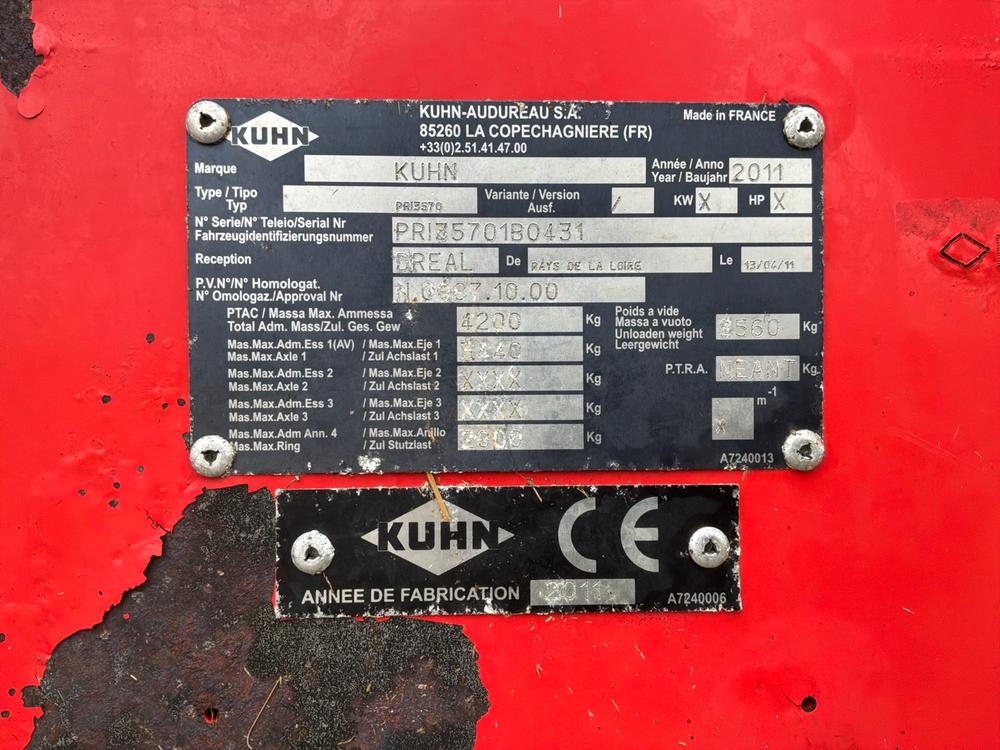 KUHN
KUHN-AUDUREAU S.A.
85260 LA COPECHAGNIERE (FR)
+33(0)2.51.41.47.00
Made in FRANCE
Marque KUHN Année / Anno Year / Baujahr 2011
Type / Tipo Typ PRI3570 Variante / Version Ausf. / KW X HP X
N° Serie/N° Teleio/Serial Nr
Fahrzeugidentifizierungsnummer PRI35701B0431
Reception DREAL De PAYS DE LA LOIRE Le 13/04/11
P.V.N°/N° Homologat.
N° Omologaz./Approval Nr
PTAC / Massa Max. Ammessa
Total Adm. Mass/Zul. Ges. Gew 4200 Kg
Poids a vide
Massa a vuoto
Unloaden weight
Leergewicht Kg
Mas.Max.Adm.Ess 1(AV) / Mas.Max.Eje 1
Mas.Max.Axle 1 / Zul Achslast 1 Kg
P.T.R.A. NEANT Kg
Mas.Max.Adm.Ess 2 / Mas.Max.Eje 2
Mas.Max.Axle 2 / Zul Achslast 2 XXXX Kg
Mas.Max.Adm.Ess 3 / Mas.Max.Eje 3
Mas.Max.Axle 3 / Zul Achslast 3 XXXX Kg
x m-1
Mas.Max.Adm Ann. 4 / Mas.Max.Anillo
Mas.Max.Ring / Zul Stutzlast Kg
A7240013
KUHN CE
ANNEE DE FABRICATION 2011
A7240006